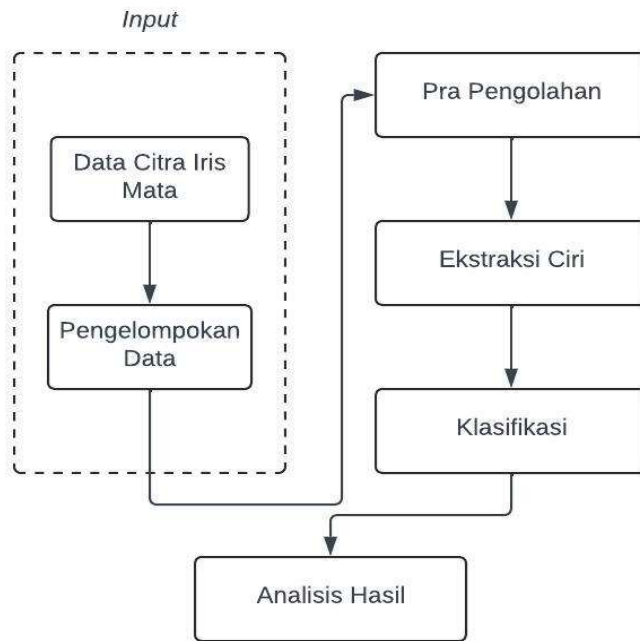 Input
Data Citra Iris
Mata
Pengelompokan
Data
Pra Pengolahan
Ekstraksi Ciri
Klasifikasi
Analisis Hasil